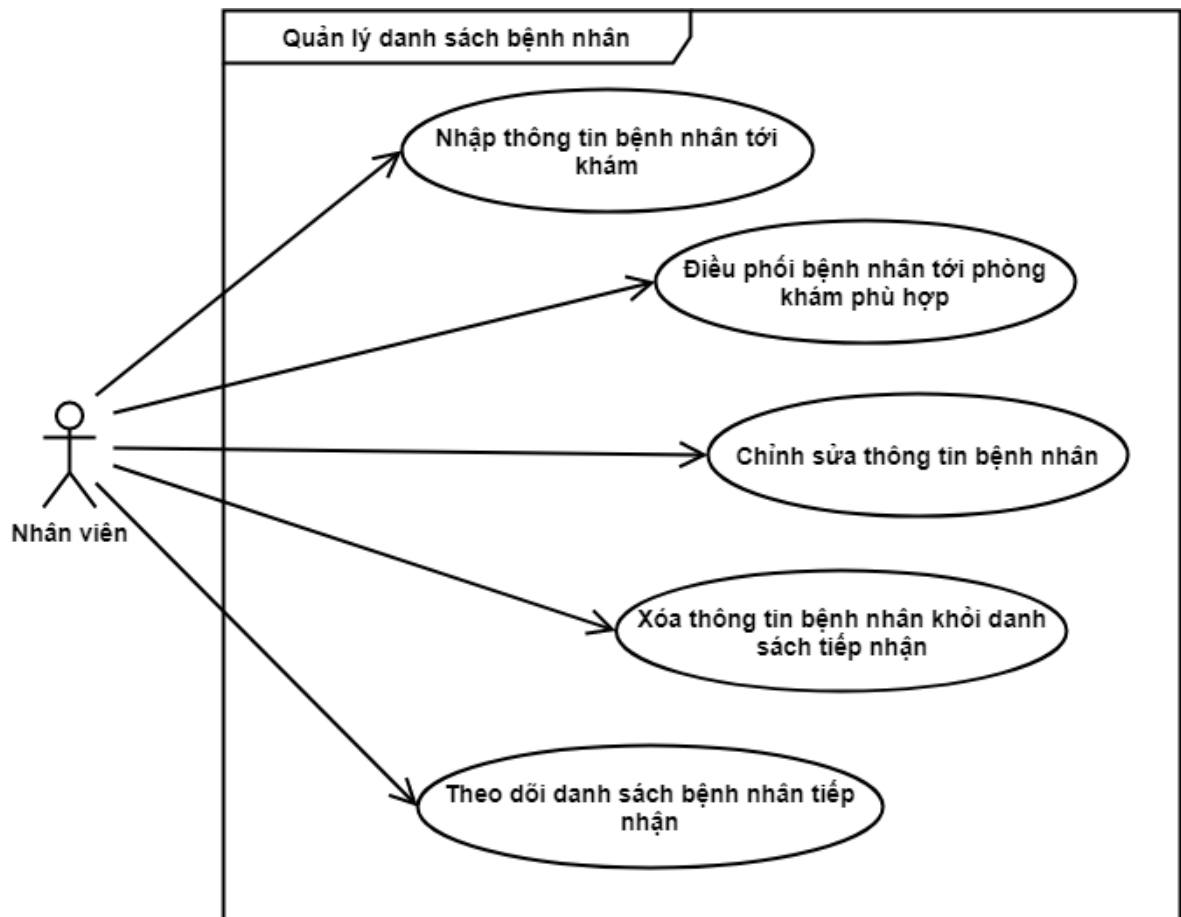 Quản lý danh sách bệnh nhân
Nhập thông tin bệnh nhân tới
khám
Điều phối bệnh nhân tới phòng
khám phù hợp
Chỉnh sửa thông tin bệnh nhân
Nhân viên
Xóa thông tin bệnh nhân khỏi danh
sách tiếp nhận
Theo dõi danh sách bệnh nhân tiếp
nhận